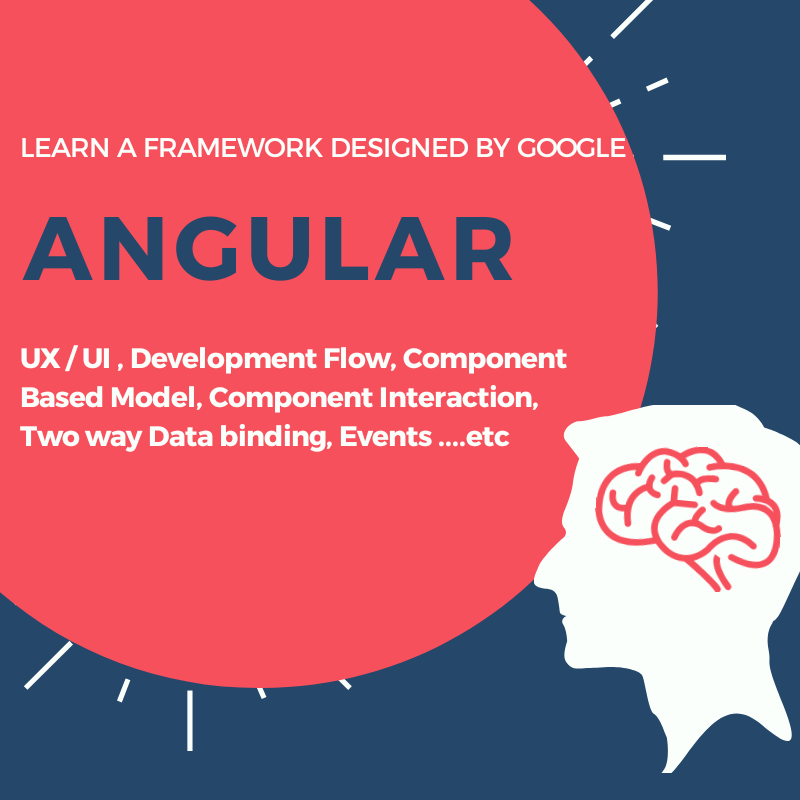 LEARN A FRAMEWORK DESIGNED BY GOOGLE
ANGULAR
UX / UI , Development Flow, Component
Based Model, Component Interaction,
Two way Data binding, Events ....etc